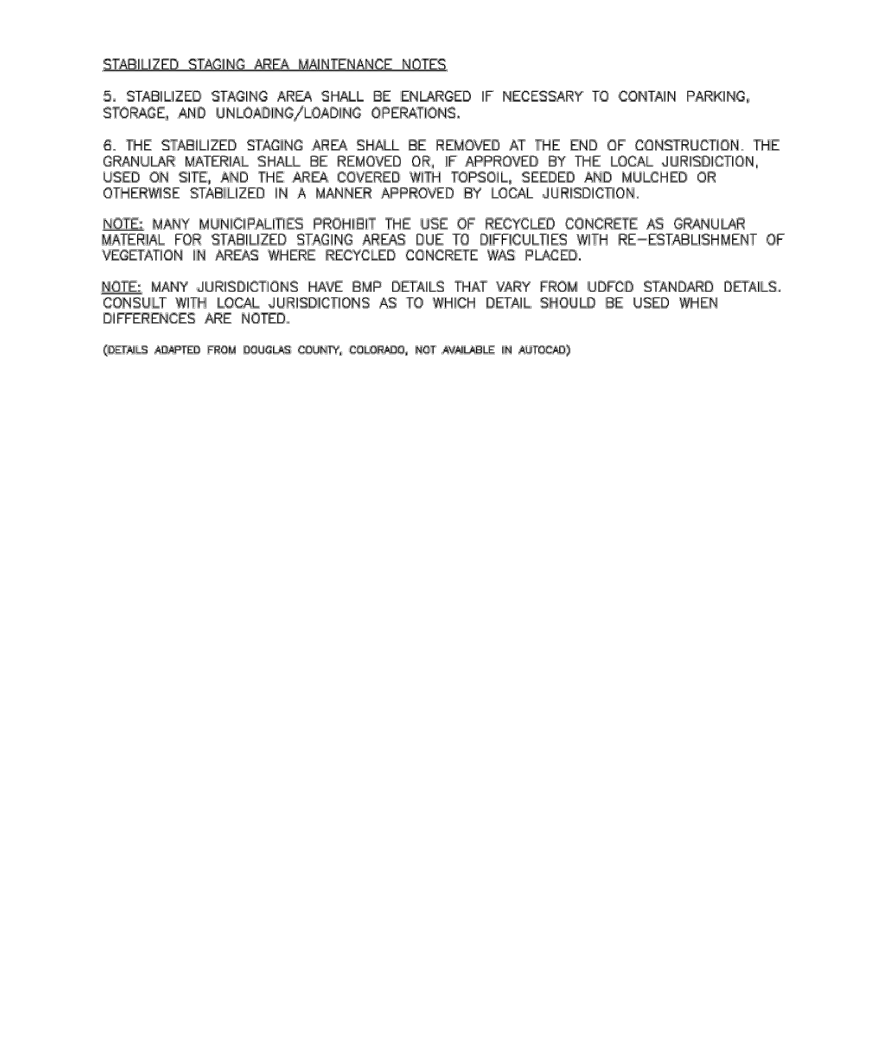 STABILIZED STAGING AREA MAINTENANCE NOTES
5. STABILIZED STAGING AREA SHALL BE ENLARGED IF NECESSARY TO CONTAIN PARKING,
STORAGE, AND UNLOADING/LOADING OPERATIONS.
6. THE STABILIZED STAGING AREA SHALL BE REMOVED AT THE END OF CONSTRUCTION. THE
GRANULAR MATERIAL SHALL BE REMOVED OR, IF APPROVED BY THE LOCAL JURISDICTION,
USED ON SITE, AND THE AREA COVERED WITH TOPSOIL, SEEDED AND MULCHED OR
OTHERWISE STABILIZED IN A MANNER APPROVED BY LOCAL JURISDICTION.
NOTE: MANY MUNICIPALITIES PROHIBIT THE USE OF RECYCLED CONCRETE AS GRANULAR
MATERIAL FOR STABILIZED STAGING AREAS DUE TO DIFFICULTIES WITH RE-ESTABLISHMENT OF
VEGETATION IN AREAS WHERE RECYCLED CONCRETE WAS PLACED.
NOTE: MANY JURISDICTIONS HAVE BMP DETAILS THAT VARY FROM UDFCD STANDARD DETAILS.
CONSULT WITH LOCAL JURISDICTIONS AS TO WHICH DETAIL SHOULD BE USED WHEN
DIFFERENCES ARE NOTED.
(DETAILS ADAPTED FROM DOUGLAS COUNTY, COLORADO, NOT AVAILABLE IN AUTOCAD)